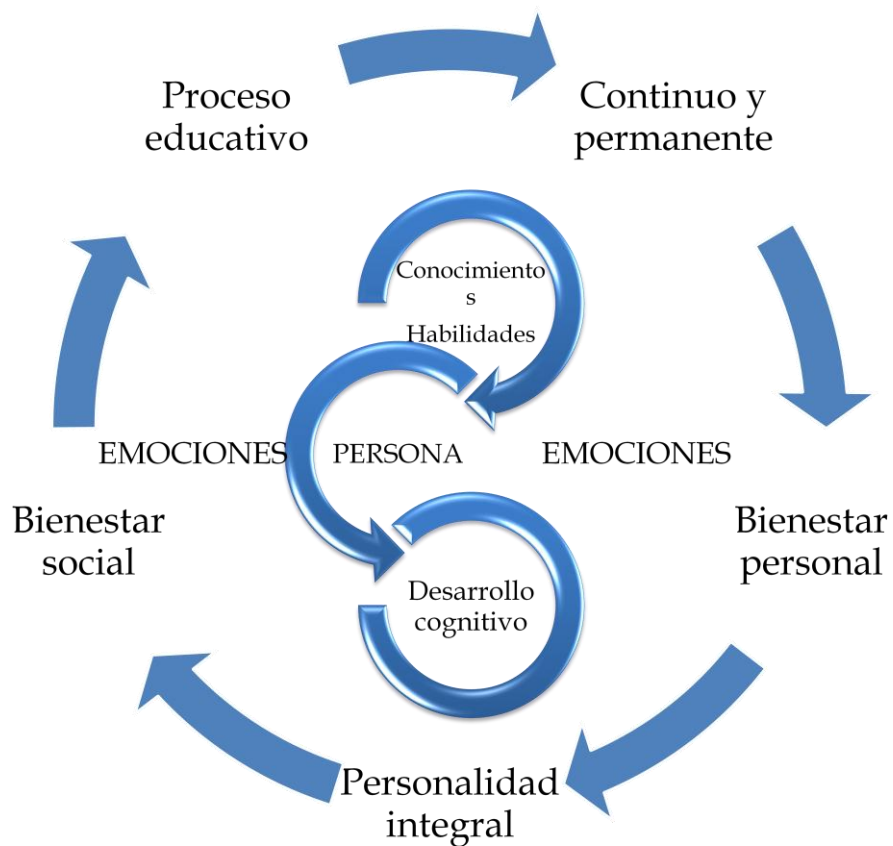 Proceso
educativo
Continuo y
permanente
Conocimiento
s
Habilidades
EMOCIONES
PERSONA
EMOCIONES
Bienestar
social
Bienestar
personal
Desarrollo
cognitivo
Personalidad
integral